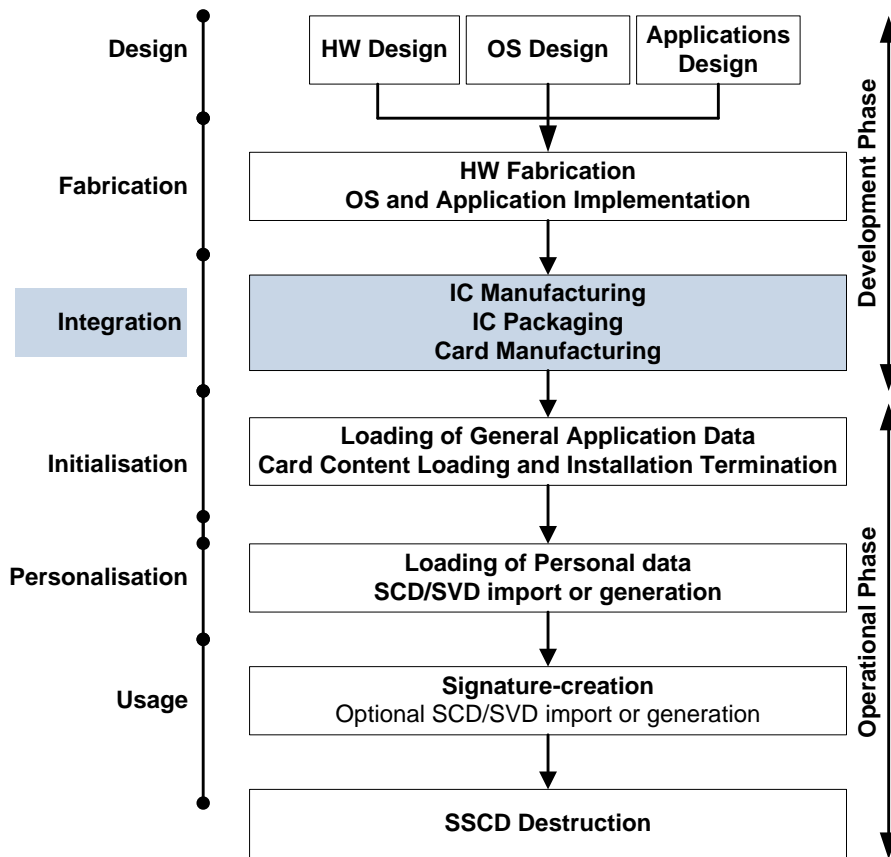 Design
HW Design
OS Design
Applications
Design
Fabrication
HW Fabrication
OS and Application Implementation
Development Phase
Integration
IC Manufacturing
IC Packaging
Card Manufacturing
Initialisation
Loading of General Application Data
Card Content Loading and Installation Termination
Personalisation
Loading of Personal data
SCD/SVD import or generation
Usage
Signature-creation
Optional SCD/SVD import or generation
Operational Phase
SSCD Destruction